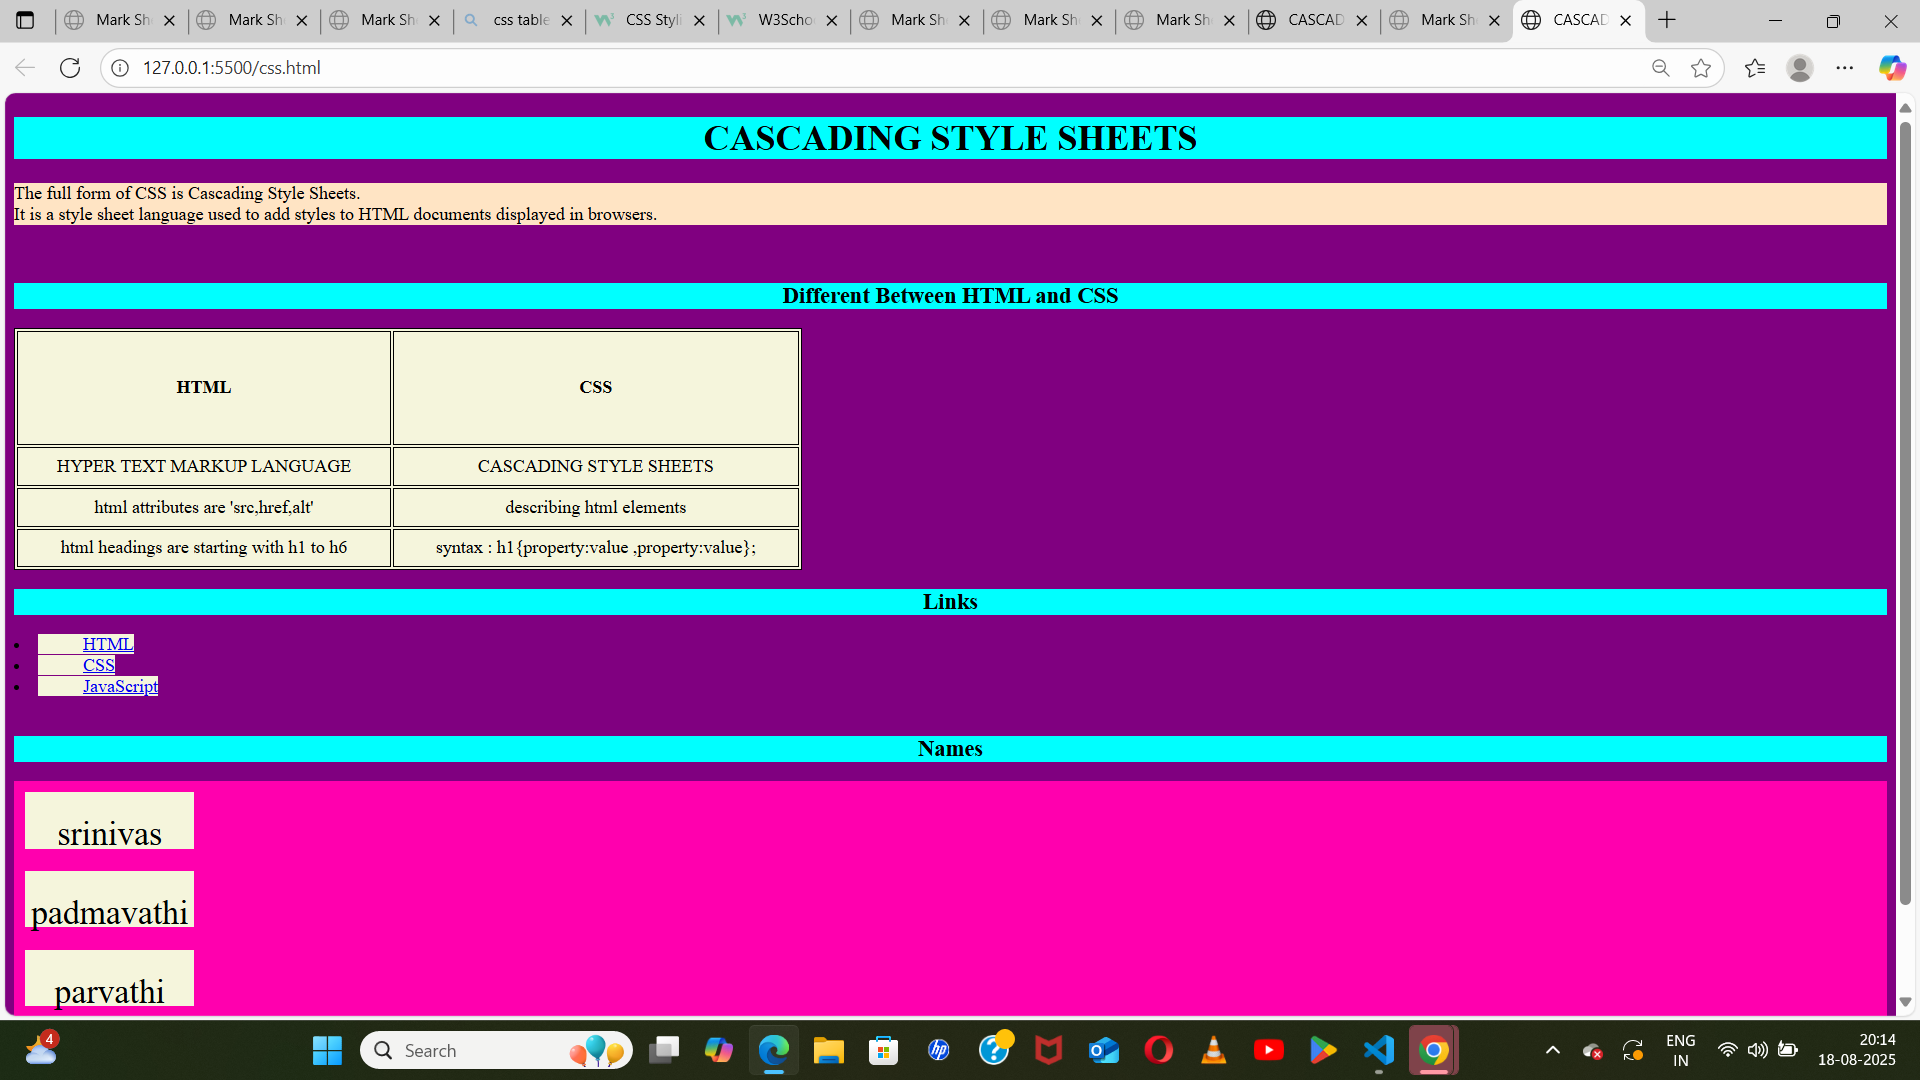 Mark Sh
Mark Sh
Mark Sh
css table
CSS Styli
W3Schoo
Mark Sh
Mark Sh
Mark Sh
CASCAD
Mark Sh
CASCAD
127.0.0.1:5500/css.html
CASCADING STYLE SHEETS
The full form of CSS is Cascading Style Sheets.
It is a style sheet language used to add styles to HTML documents displayed in browsers.
Different Between HTML and CSS
HTML CSS
HYPER TEXT MARKUP LANGUAGE CASCADING STYLE SHEETS
html attributes are 'src,href,alt' describing html elements
html headings are starting with h1 to h6 syntax : h1{property:value ,property:value};
Links
• HTML
• CSS
• JavaScript
Names
srinivas
padmavathi
parvathi
4
Search
hp
ENG
IN
20:14
18-08-2025